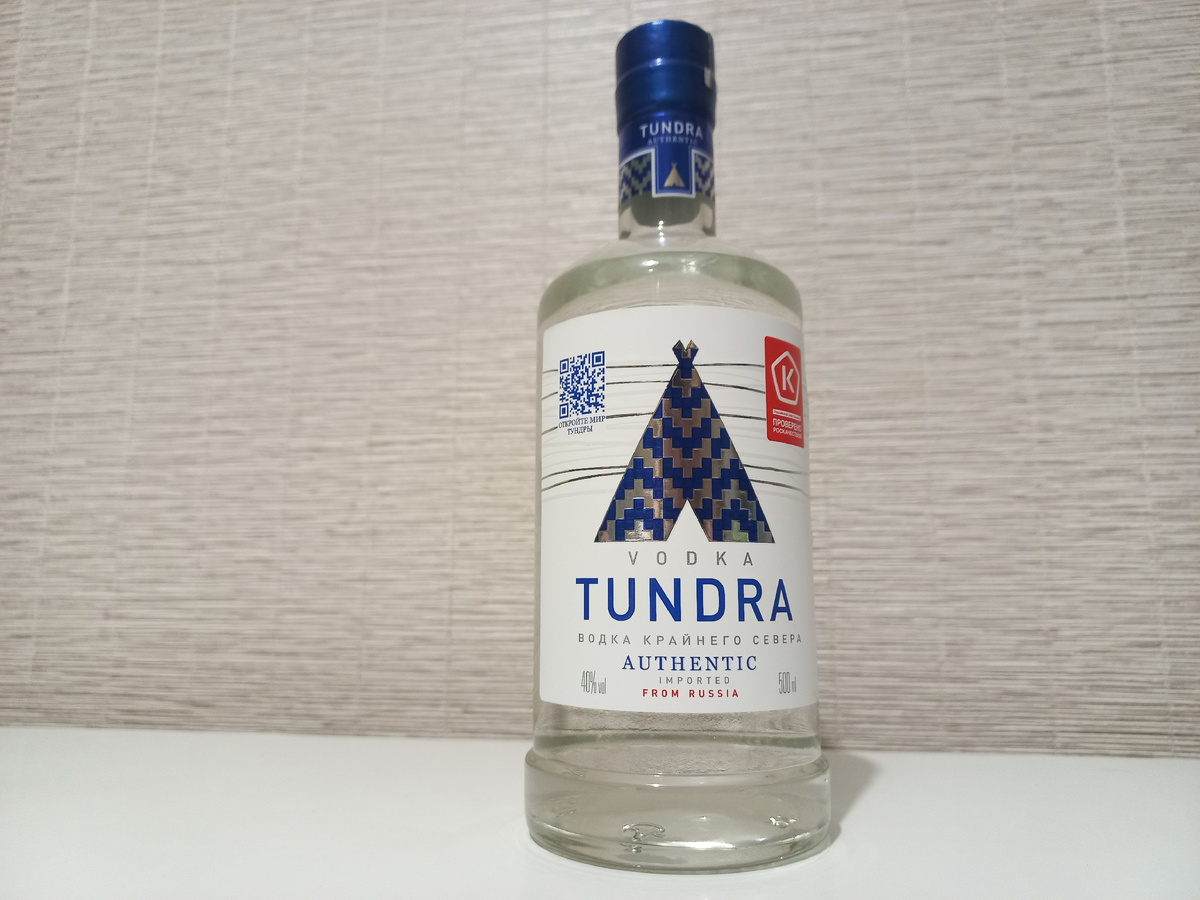 TUNDRA
AUTHENTIC
ОТКРОЙТЕ МИР
ТУНДРЫ
K
ПРОВЕРЕНО
РОСКАЧЕСТВОМ
VODKA
TUNDRA
ВОДКА КРАЙНЕГО СЕВЕРА
AUTHENTIC
40% vol
IMPORTED
500 ml
FROM RUSSIA